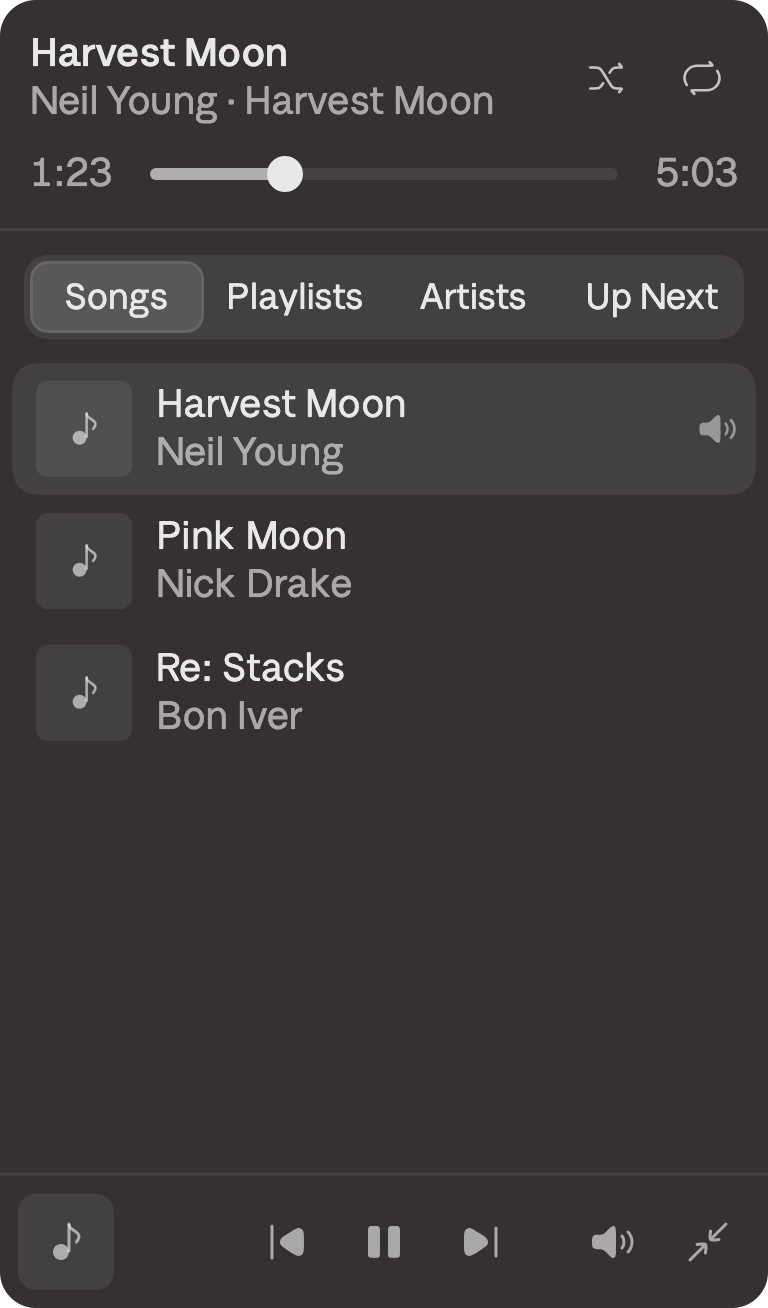 Harvest Moon
Neil Young · Harvest Moon
1:23 5:03
Songs Playlists Artists Up Next
Harvest Moon
Neil Young
Pink Moon
Nick Drake
Re: Stacks
Bon Iver